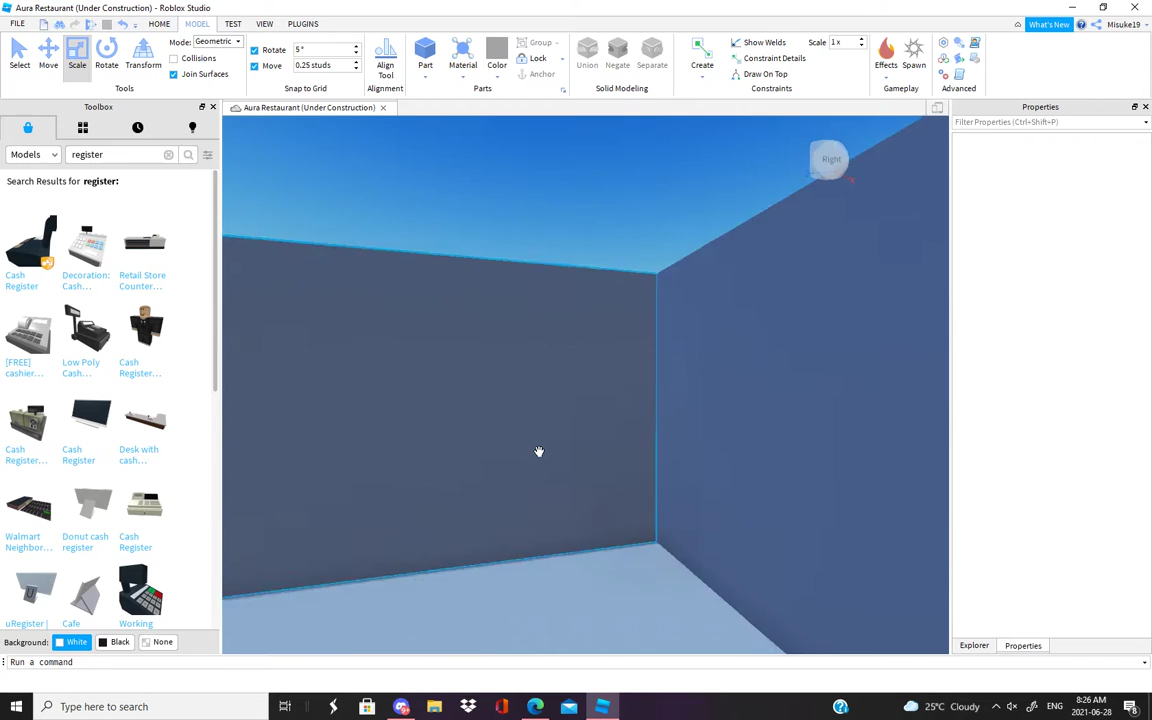 Aura Restaurant (Under Construction) - Roblox Studio
FILE HOME MODEL TEST VIEW PLUGINS What's New Misuke19
Select Move Scale Rotate Transform
Mode: Geometric
Collisions
Join Surfaces
Tools
Rotate 5°
Move 0.25 studs
Snap to Grid
Align Tool
Alignment
Part Material Color
Group
Lock
Anchor
Parts
Union Negate Separate
Solid Modeling
Create
Show Welds
Constraint Details
Draw On Top
Scale 1 x
Constraints
Effects Spawn
Gameplay
Advanced
Toolbox
Aura Restaurant (Under Construction)
Properties
Filter Properties (Ctrl+Shift+P)
Models register
Search Results for register:
Cash Register
Decoration: Cash...
Retail Store Counter...
[FREE] cashier...
Low Poly Cash...
Cash Register...
Cash Register...
Cash Register
Desk with cash...
Walmart Neighbor...
Donut cash register
Cash Register
uRegister |
Cafe
Working
Right
Background: White Black None
Explorer Properties
Run a command
Type here to search
25°C Cloudy
ENG
8:26 AM
2021-06-28